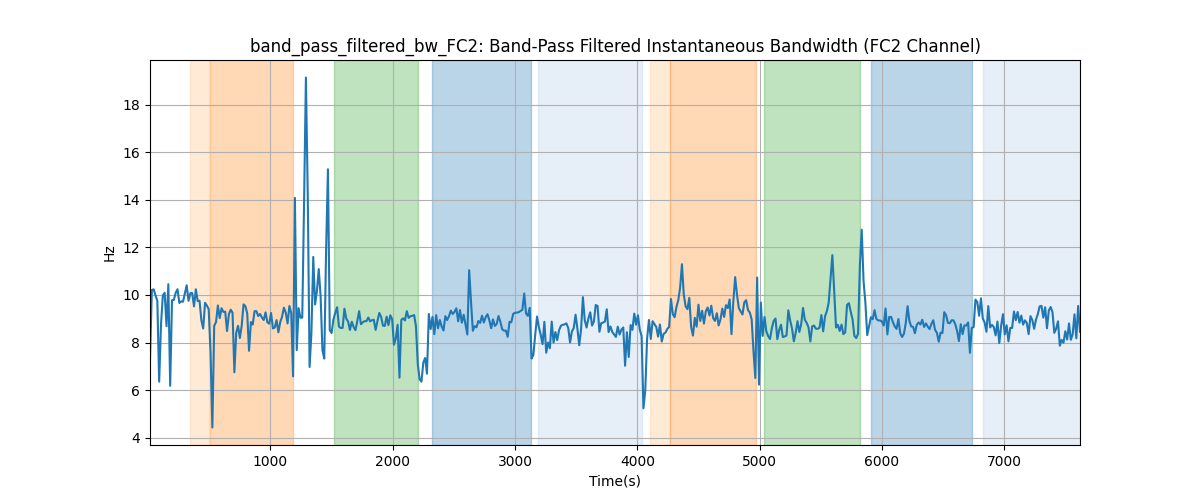 band_pass_filtered_bw_FC2: Band-Pass Filtered Instantaneous Bandwidth (FC2 Channel)
18
16
14
12
10
8
6
4
Hz
1000 2000 3000 4000 5000 6000 7000
Time(s)